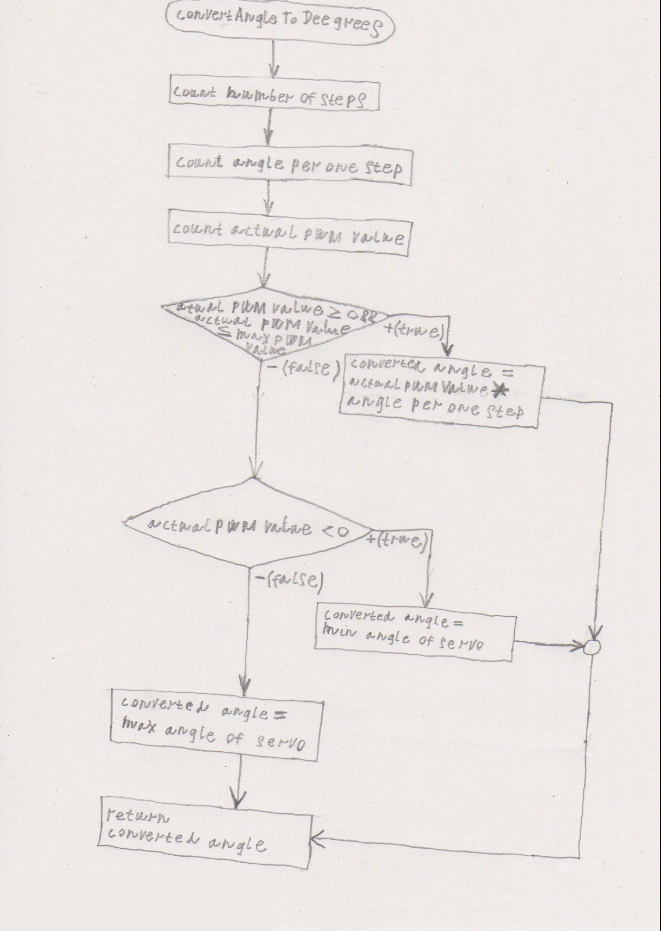 convertAngle To Deegrees
count number of steps
count angle per one step
count actual PWM value
actual PWM value ≥ 0 &&
actual PWM value
≤ max PWM
value
+(true)
-(false)
converted angle =
actual PWM value *
angle per one step
actual PWM value < 0
+(true)
-(false)
converted angle =
min angle of servo
converted angle =
max angle of servo
return
converted angle